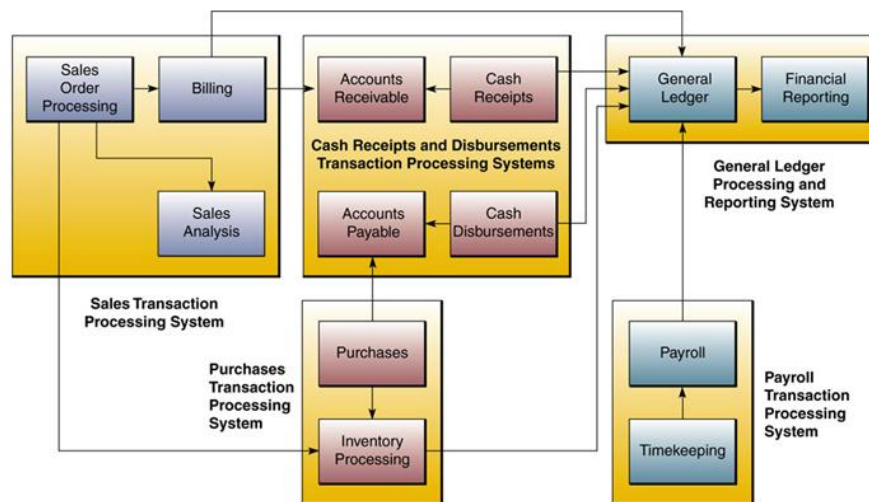 Sales
Order
Processing
Billing
Sales
Analysis
Sales Transaction
Processing System
Accounts
Receivable
Cash
Receipts
Cash Receipts and Disbursements
Transaction Processing Systems
Accounts
Payable
Cash
Disbursements
General
Ledger
Financial
Reporting
General Ledger
Processing and
Reporting System
Purchases
Inventory
Processing
Purchases
Transaction
Processing
System
Payroll
Timekeeping
Payroll
Transaction
Processing
System